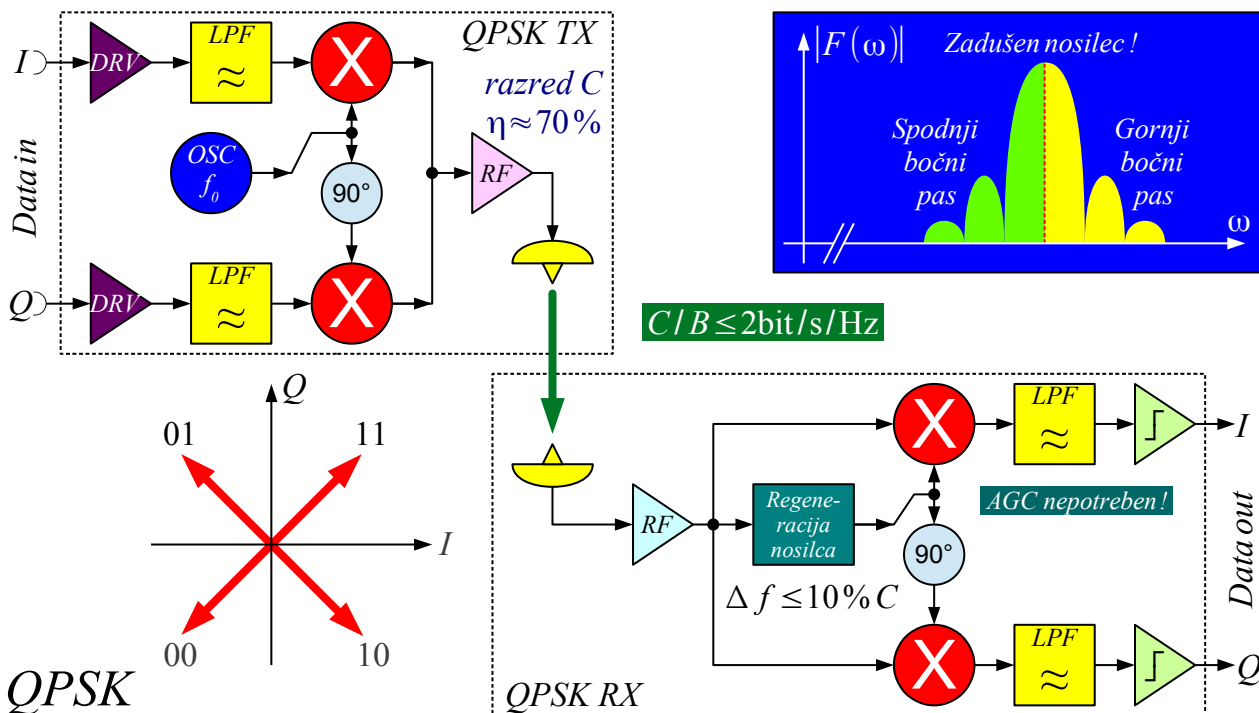 QPSK TX
I
Data in
Q
DRV
LPF
≈
X
OSC
f₀
90°
DRV
LPF
≈
X
razred C
η≈70%
RF
|F(ω)|
Zadušen nosilec !
Spodnji
bočni
pas
Gornji
bočni
pas
ω
C/B≤2bit/s/Hz
Q
01
11
I
00
10
QPSK
RF
Regene-
racija
nosilca
Δ f ≤10% C
X
LPF
≈
I
90°
AGC nepotreben !
Data out
X
LPF
≈
Q
QPSK RX